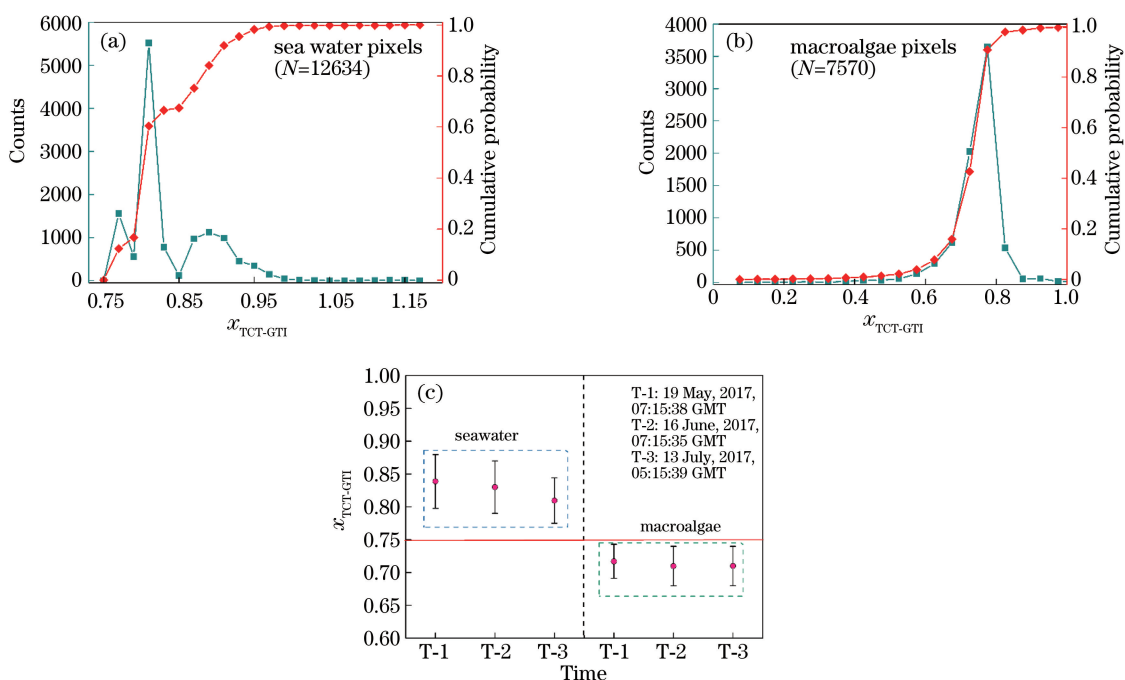 (a)
sea water pixels
(N=12634)
6000
5000
4000
3000
2000
1000
0
Counts
1.0
0.8
0.6
0.4
0.2
0
Cumulative probability
0.75
0.85
0.95
1.05
1.15
xTCT-GTI
(b)
macroalgae pixels
(N=7570)
4000
3500
3000
2500
2000
1500
1000
500
0
Counts
1.0
0.8
0.6
0.4
0.2
0
Cumulative probability
0
0.2
0.4
0.6
0.8
1.0
xTCT-GTI
(c)
1.00
0.95
0.90
0.85
0.80
0.75
0.70
0.65
0.60
xTCT-GTI
seawater
T-1: 19 May, 2017,
07:15:38 GMT
T-2: 16 June, 2017,
07:15:35 GMT
T-3: 13 July, 2017,
05:15:39 GMT
macroalgae
T-1
T-2
T-3
T-1
T-2
T-3
Time